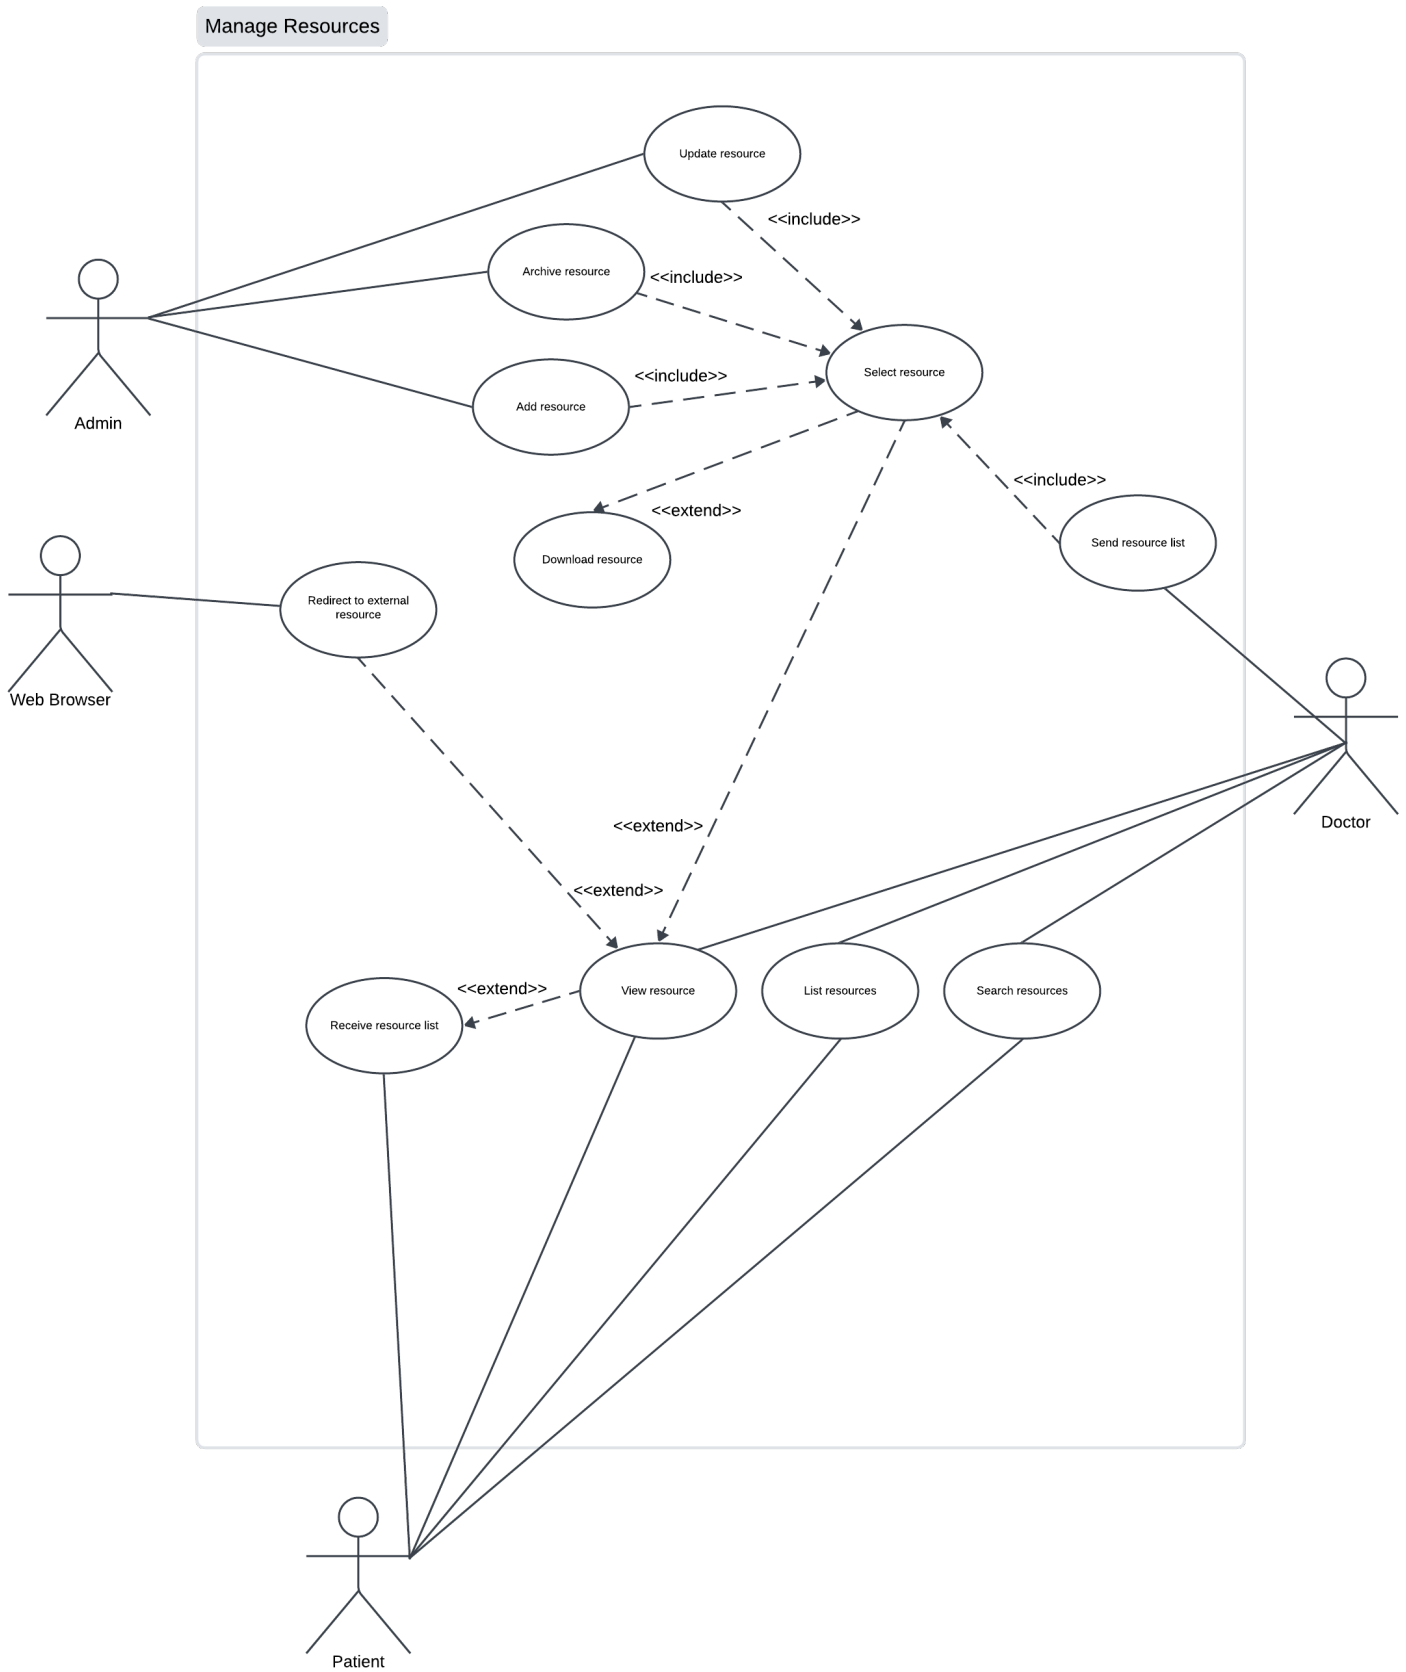 Manage Resources
Update resource
<<include>>
Archive resource
<<include>>
Select resource
<<include>>
Add resource
Admin
<<include>>
<<extend>>
Send resource list
Download resource
Redirect to external
resource
Web Browser
Doctor
<<extend>>
<<extend>>
<<extend>>
View resource
List resources
Search resources
Receive resource list
Patient